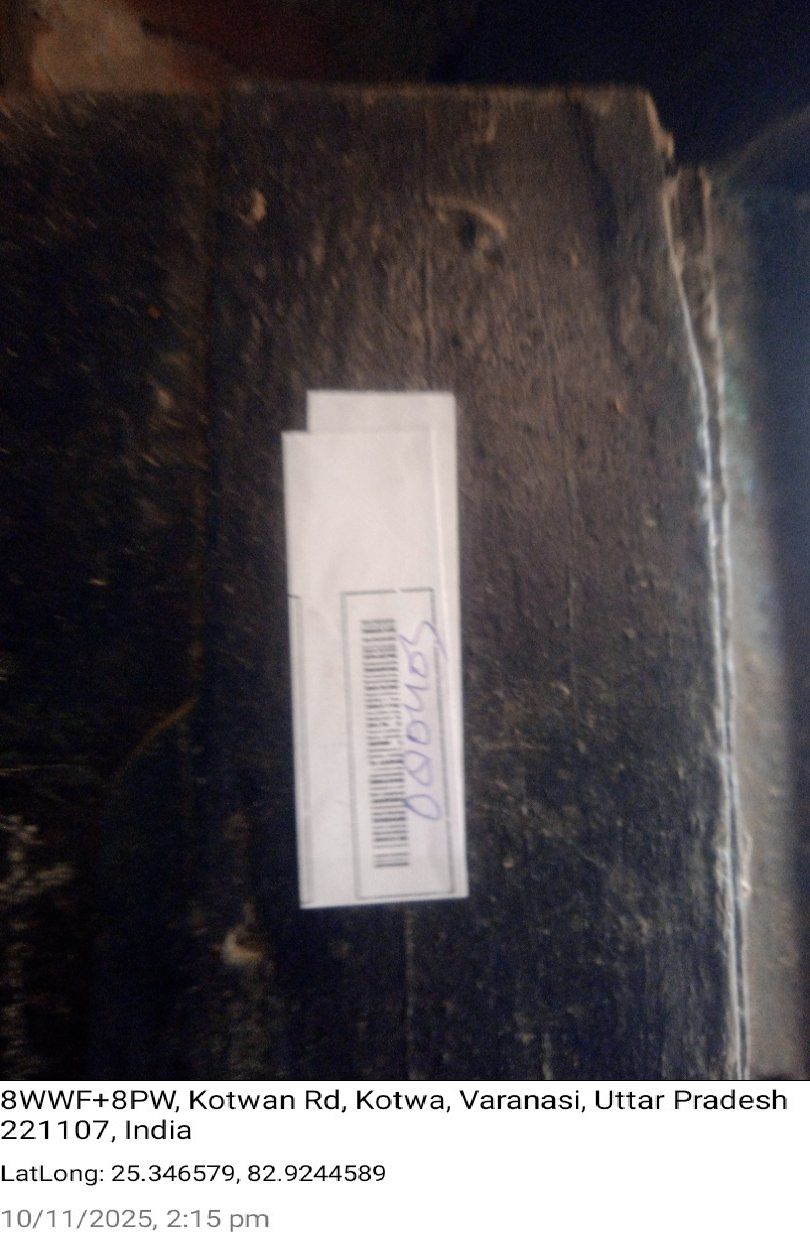 000405
8WWF+8PW, Kotwan Rd, Kotwa, Varanasi, Uttar Pradesh
221107, India
LatLong: 25.346579, 82.9244589
10/11/2025, 2:15 pm